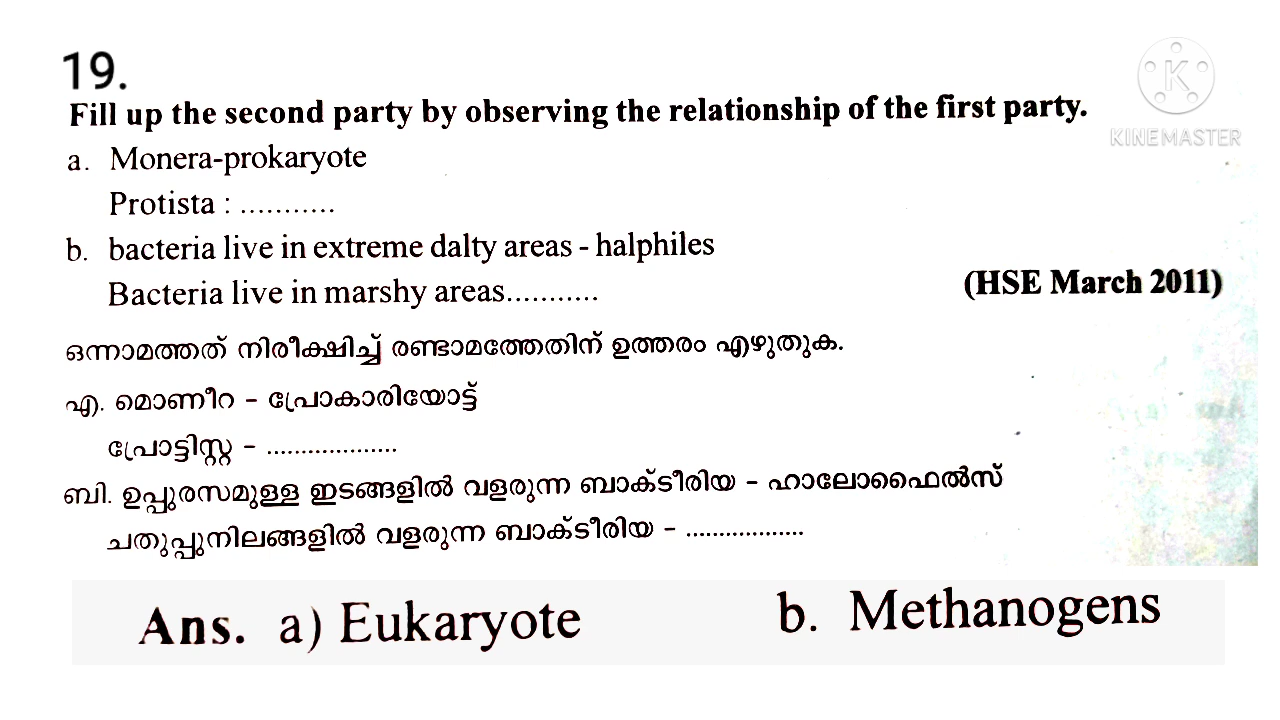 19.
Fill up the second party by observing the relationship of the first party.
a. Monera-prokaryote
Protista : ...........
b. bacteria live in extreme dalty areas - halphiles
Bacteria live in marshy areas...........
(HSE March 2011)
ഒന്നാമത്തത് നിരീക്ഷിച്ച് രണ്ടാമത്തേതിന് ഉത്തരം എഴുതുക.
എ. മൊണീറ – പ്രോകാരിയോട്ട്
പ്രോട്ടിസ്റ്റ – ...................
ബി. ഉപ്പുരസമുള്ള ഇടങ്ങളിൽ വളരുന്ന ബാക്ടീരിയ – ഹാലോഫൈൽസ്
ചതുപ്പുനിലങ്ങളിൽ വളരുന്ന ബാക്ടീരിയ – ..................
Ans. a) Eukaryote b. Methanogens
K
KINEMASTER